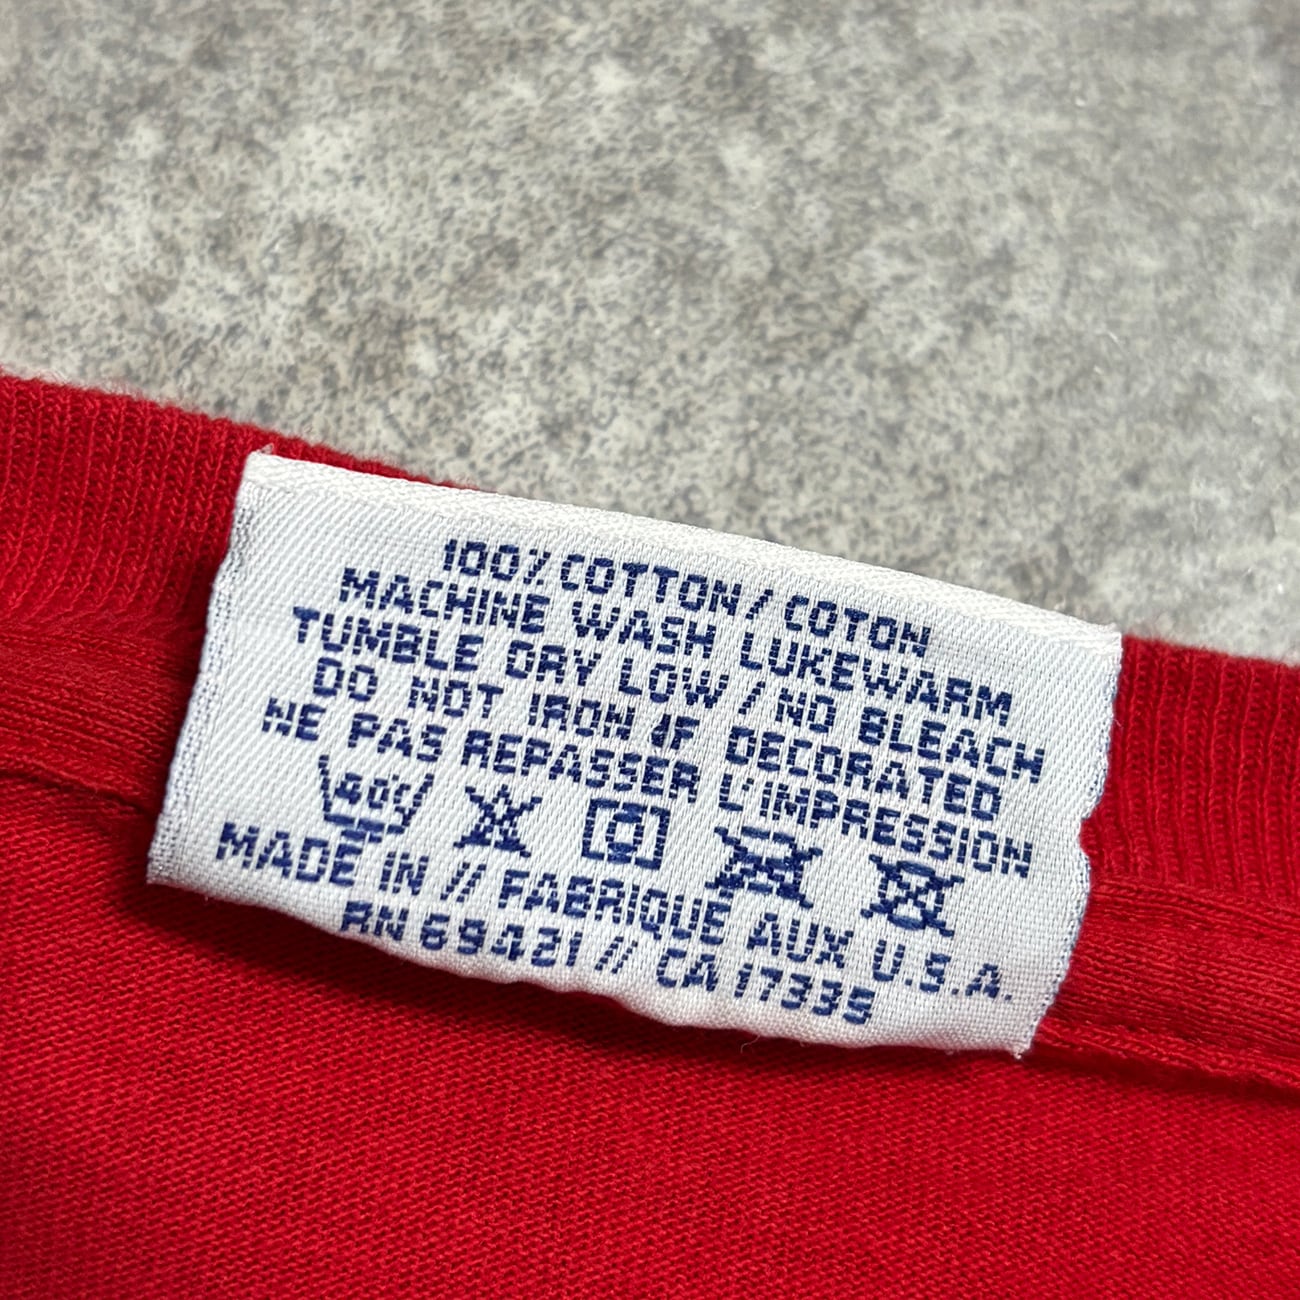 100% COTTON / COTON
MACHINE WASH LUKEWARM
TUMBLE DRY LOW / NO BLEACH
DO NOT IRON IF DECORATED
NE PAS REPASSER L'IMPRESSION
40°
MADE IN // FABRIQUE AUX U.S.A.
RN 69421 // CA 17335